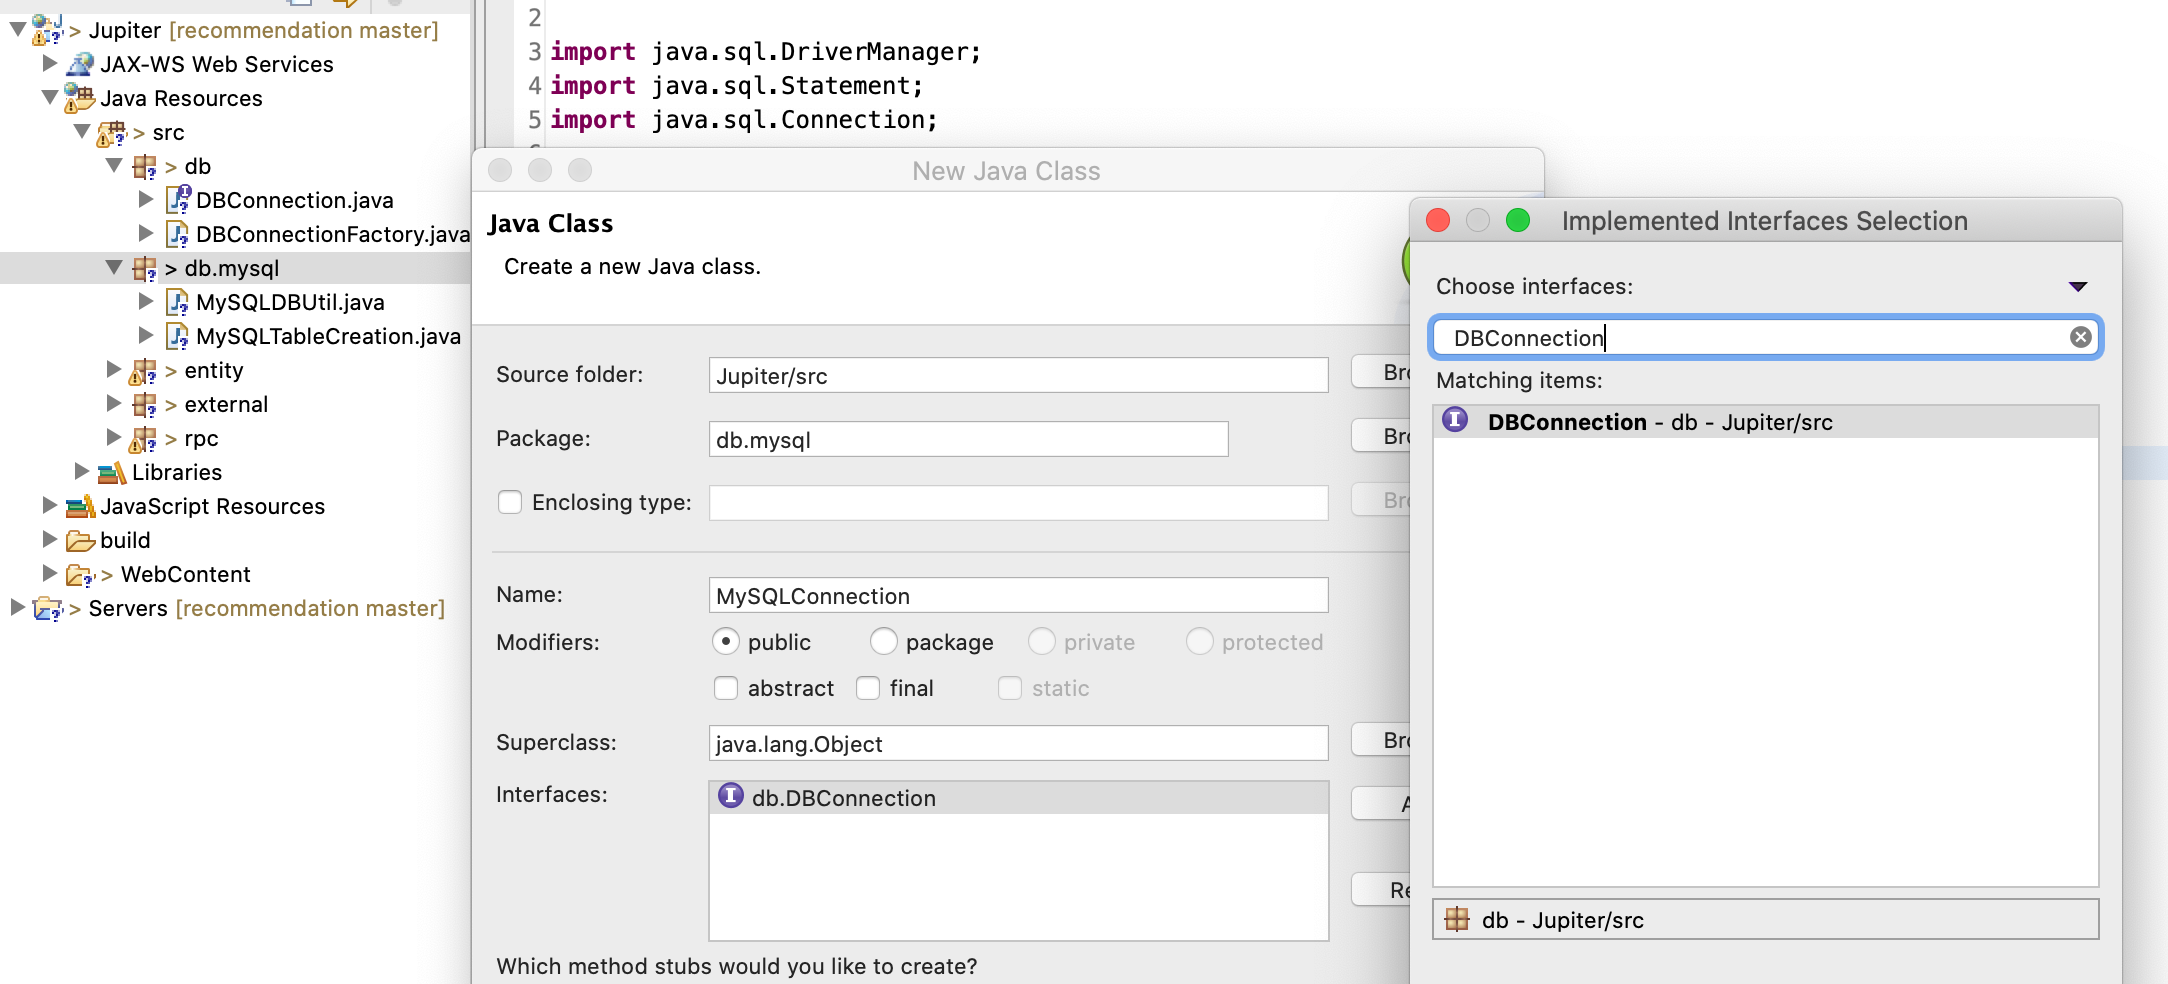 > Jupiter [recommendation master]
JAX-WS Web Services
Java Resources
> src
> db
DBConnection.java
DBConnectionFactory.java
> db.mysql
MySQLDBUtil.java
MySQLTableCreation.java
> entity
> external
> rpc
Libraries
JavaScript Resources
build
> WebContent
> Servers [recommendation master]
2
3 import java.sql.DriverManager;
4 import java.sql.Statement;
5 import java.sql.Connection;
New Java Class
Java Class
Create a new Java class.
Source folder: Jupiter/src
Package: db.mysql
Enclosing type:
Name: MySQLConnection
Modifiers: public package private protected
abstract final static
Superclass: java.lang.Object
Interfaces: db.DBConnection
Which method stubs would you like to create?
Implemented Interfaces Selection
Choose interfaces:
DBConnection
Matching items:
DBConnection - db - Jupiter/src
db - Jupiter/src